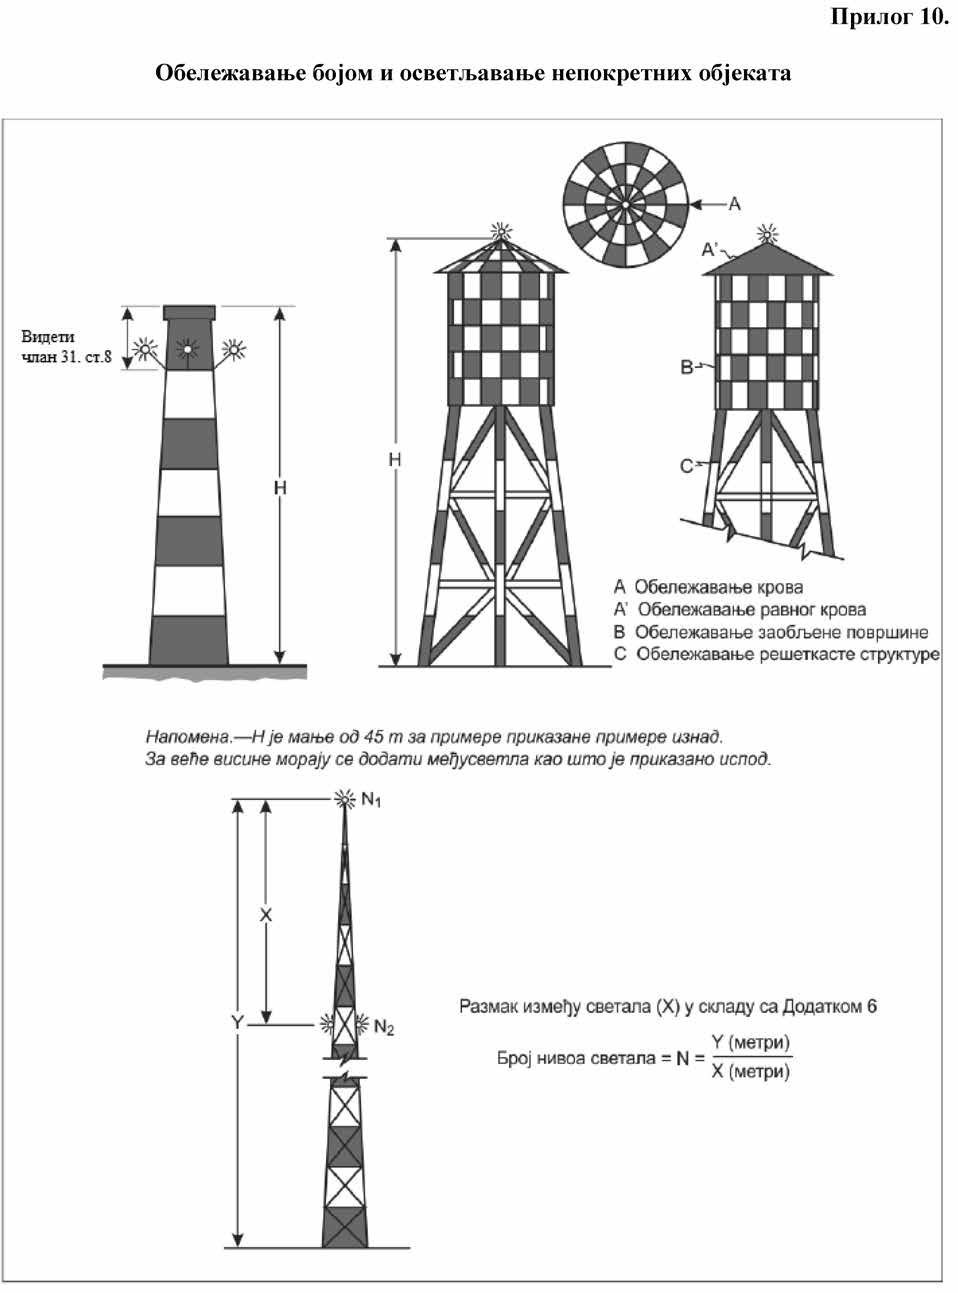 Прилог 10.
Обележавање бојом и осветљавање непокретних објеката
A
A'
Видети
члан 31. ст.8
B
H
H
C
A Обележавање крова
A' Обележавање равног крова
B Обележавање заобљене површине
C Обележавање решеткасте структуре
Напомена.—H је мање од 45 m за примере приказане примере изнад.
За веће висине морају се додати међусветла као што је приказано испод.
N1
X
Y
N2
Размак између светала (X) у складу са Додатком 6
Број нивоа светала = N = Y (метри)
X (метри)